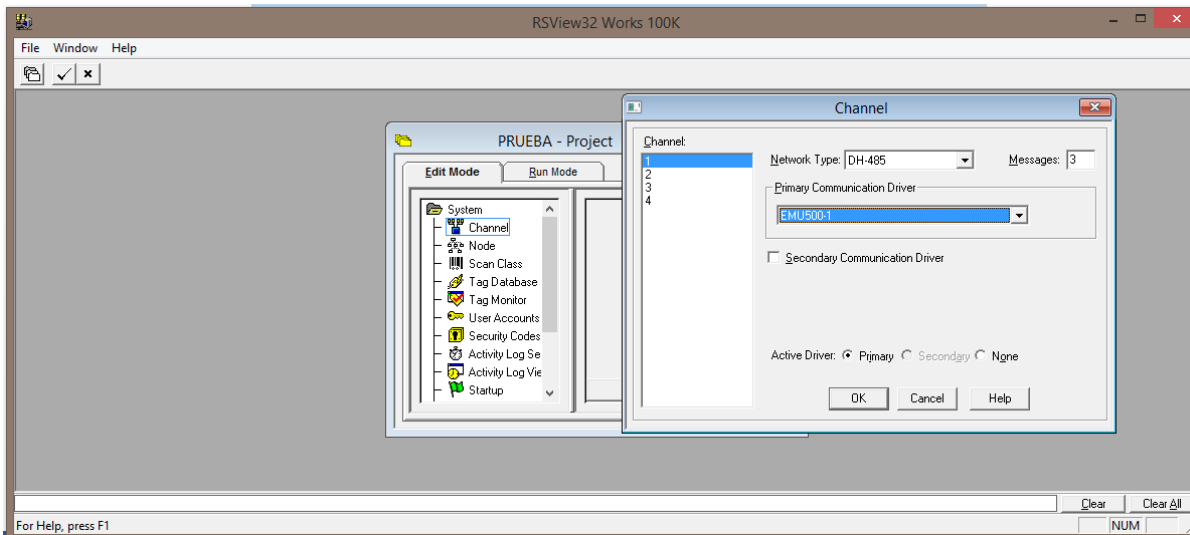 RSView32 Works 100K
File Window Help
PRUEBA - Project
Edit Mode Run Mode
System
Channel
Node
Scan Class
Tag Database
Tag Monitor
User Accounts
Security Codes
Activity Log Se
Activity Log Vie
Startup
Channel
Channel:
1
2
3
4
Network Type: DH-485 Messages: 3
Primary Communication Driver
EMU500-1
Secondary Communication Driver
Active Driver: Primary Secondary None
OK Cancel Help
Clear Clear All
For Help, press F1 NUM